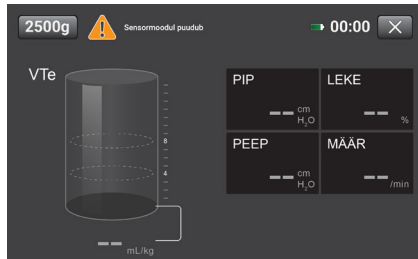 2500g
Sensormoodul puudub
00:00
VTe
8
4
-- mL/kg
PIP
-- cm H₂O
LEKE
-- %
PEEP
-- cm H₂O
MÄÄR
-- /min